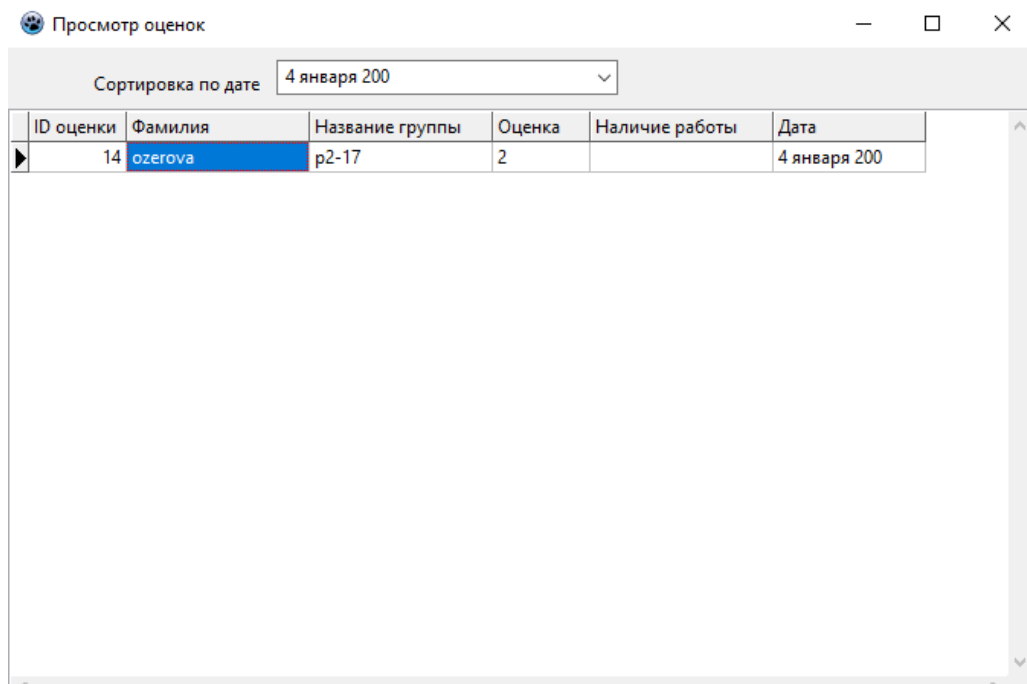 Просмотр оценок
Сортировка по дате 4 января 200
ID оценки Фамилия Название группы Оценка Наличие работы Дата
14 ozerova p2-17 2 4 января 200